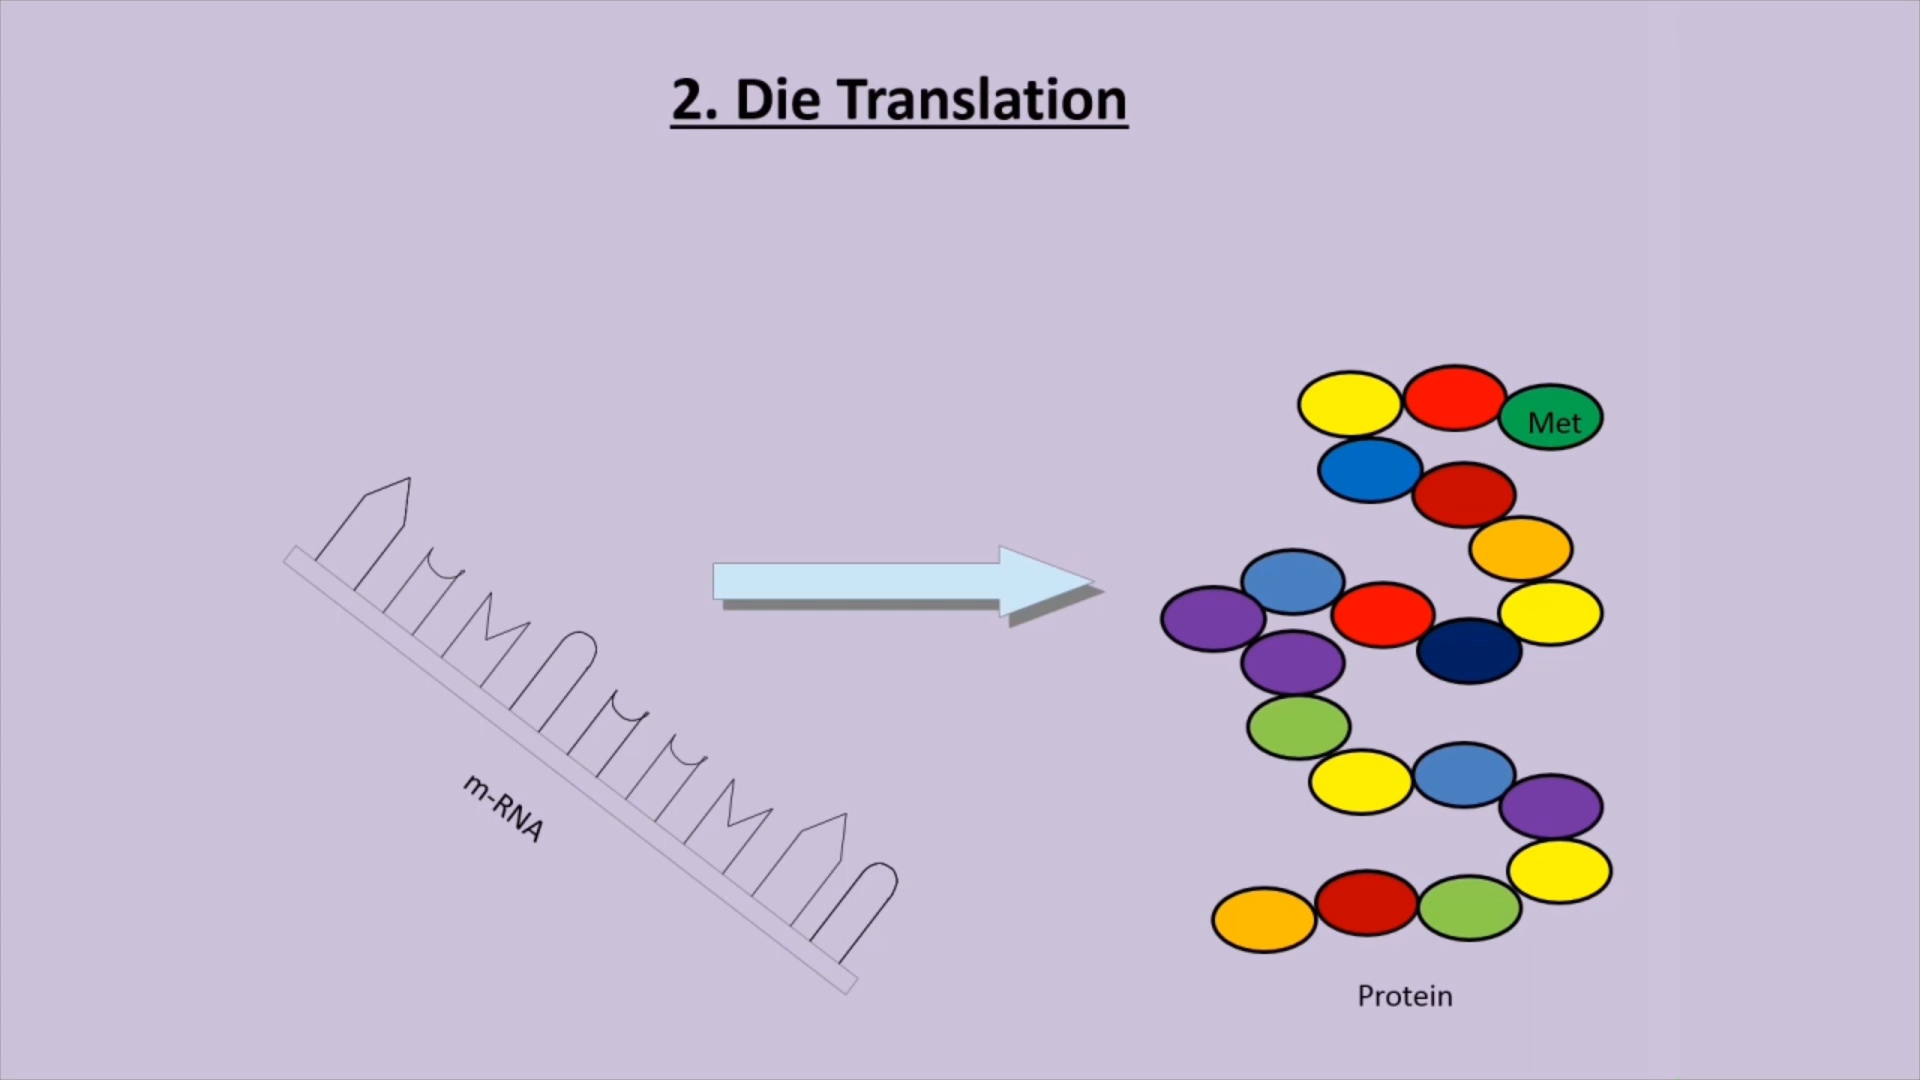 2. Die Translation
Met
m-RNA
Protein